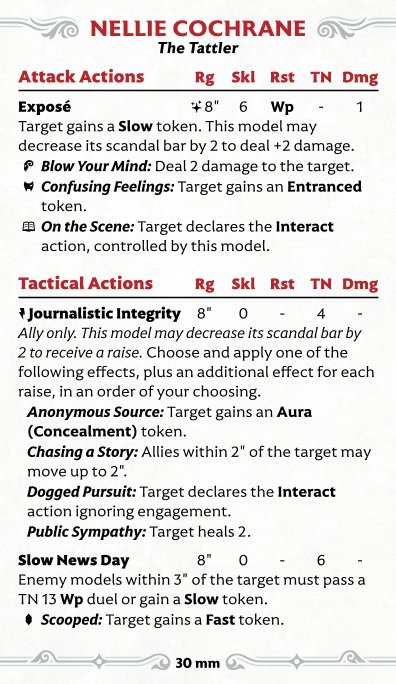 NELLIE COCHRANE
The Tattler
Attack Actions Rg Skl Rst TN Dmg
Exposé 8" 6 Wp - 1
Target gains a Slow token. This model may
decrease its scandal bar by 2 to deal +2 damage.
Blow Your Mind: Deal 2 damage to the target.
Confusing Feelings: Target gains an Entranced
token.
On the Scene: Target declares the Interact
action, controlled by this model.
Tactical Actions Rg Skl Rst TN Dmg
Journalistic Integrity 8" 0 - 4 -
Ally only. This model may decrease its scandal bar by
2 to receive a raise. Choose and apply one of the
following effects, plus an additional effect for each
raise, in an order of your choosing.
Anonymous Source: Target gains an Aura
(Concealment) token.
Chasing a Story: Allies within 2" of the target may
move up to 2".
Dogged Pursuit: Target declares the Interact
action ignoring engagement.
Public Sympathy: Target heals 2.
Slow News Day 8" 0 - 6 -
Enemy models within 3" of the target must pass a
TN 13 Wp duel or gain a Slow token.
Scooped: Target gains a Fast token.
30 mm